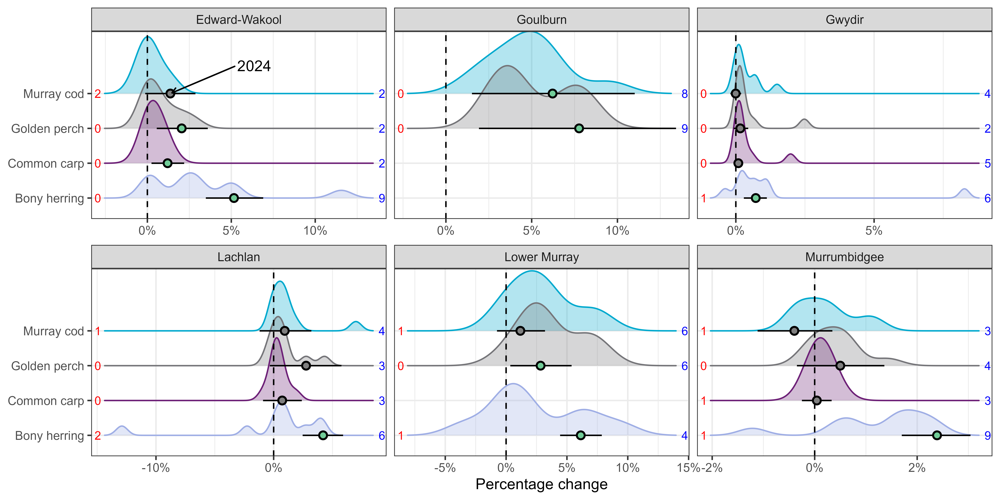 Edward-Wakool Goulburn Gwydir
2024
Murray cod 2 2 0 8 0 4
Golden perch 0 2 0 9 0 2
Common carp 0 2 0 5
Bony herring 0 9 1 6
0% 5% 10% 0% 5% 10% 0% 5%
Lachlan Lower Murray Murrumbidgee
Murray cod 1 4 1 6 1 3
Golden perch 0 3 0 6 0 4
Common carp 0 3 1 3
Bony herring 2 6 1 4 1 9
-10% 0% -5% 0% 5% 10% 15% -2% 0% 2%
Percentage change